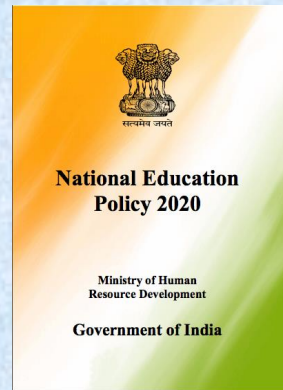 सत्यमेव जयते
National Education
Policy 2020
Ministry of Human
Resource Development
Government of India